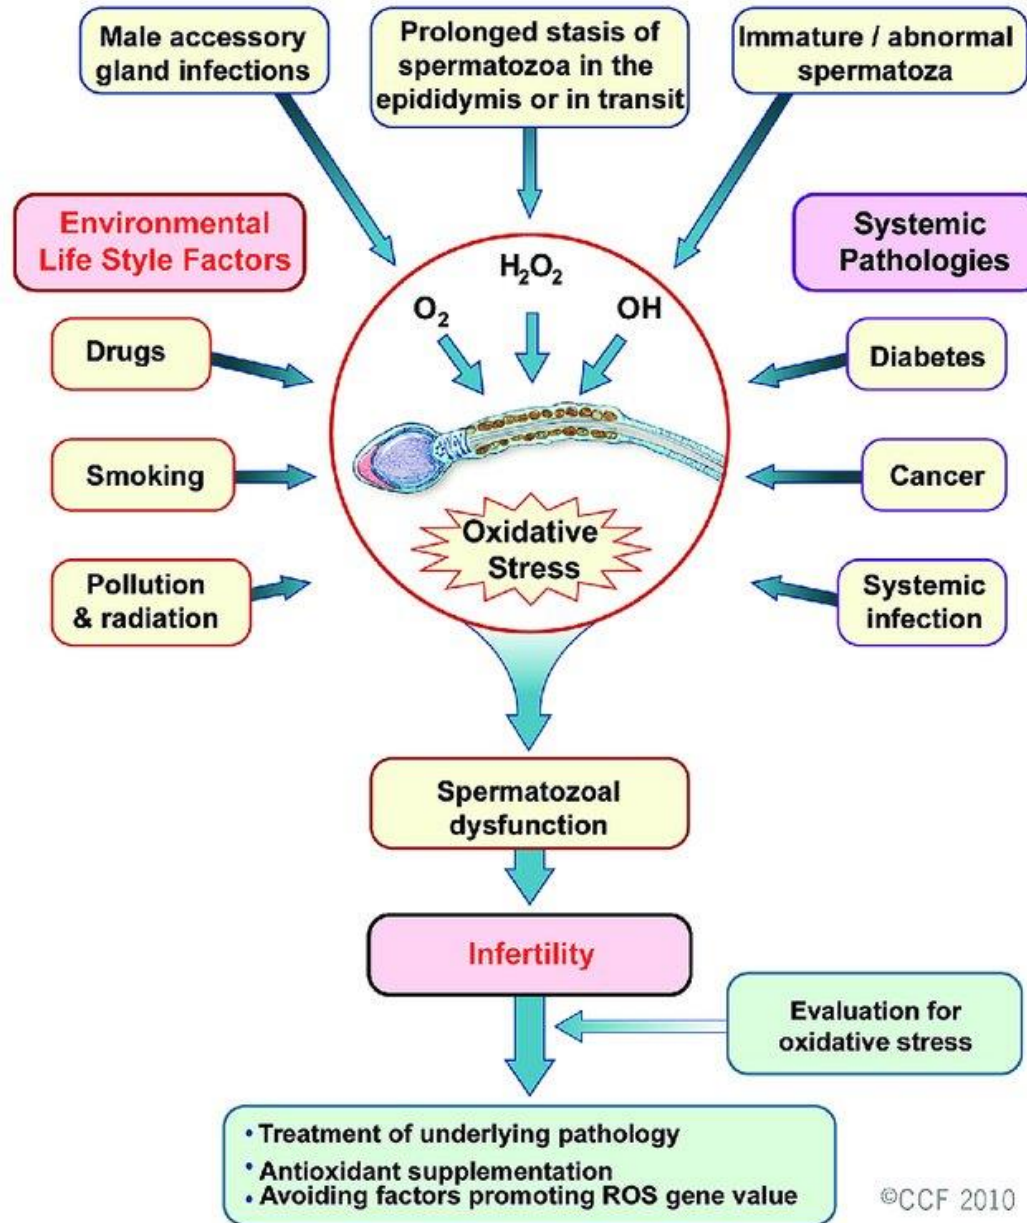 Male accessory
gland infections
Prolonged stasis of
spermatozoa in the
epididymis or in transit
Immature / abnormal
spermatoza
Environmental
Life Style Factors
Systemic
Pathologies
H₂O₂
O₂
OH
Drugs
Diabetes
Smoking
Cancer
Oxidative
Stress
Pollution
& radiation
Systemic
infection
Spermatozoal
dysfunction
Infertility
Evaluation for
oxidative stress
• Treatment of underlying pathology
• Antioxidant supplementation
• Avoiding factors promoting ROS gene value
©CCF 2010